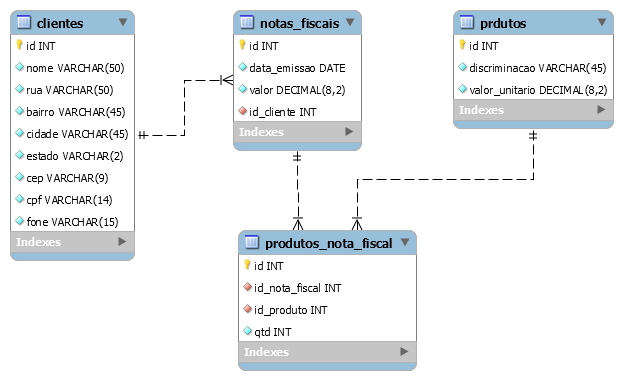 clientes
id INT
nome VARCHAR(50)
rua VARCHAR(50)
bairro VARCHAR(45)
cidade VARCHAR(45)
estado VARCHAR(2)
cep VARCHAR(9)
cpf VARCHAR(14)
fone VARCHAR(15)
Indexes
notas_fiscais
id INT
data_emissao DATE
valor DECIMAL(8,2)
id_cliente INT
Indexes
prdutos
id INT
discriminacao VARCHAR(45)
valor_unitario DECIMAL(8,2)
Indexes
produtos_nota_fiscal
id INT
id_nota_fiscal INT
id_produto INT
qtd INT
Indexes